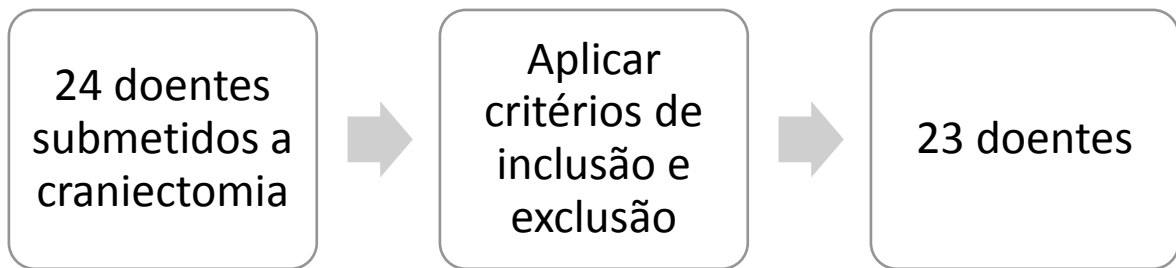 24 doentes
submetidos a
craniectomia
Aplicar
critérios de
inclusão e
exclusão
23 doentes